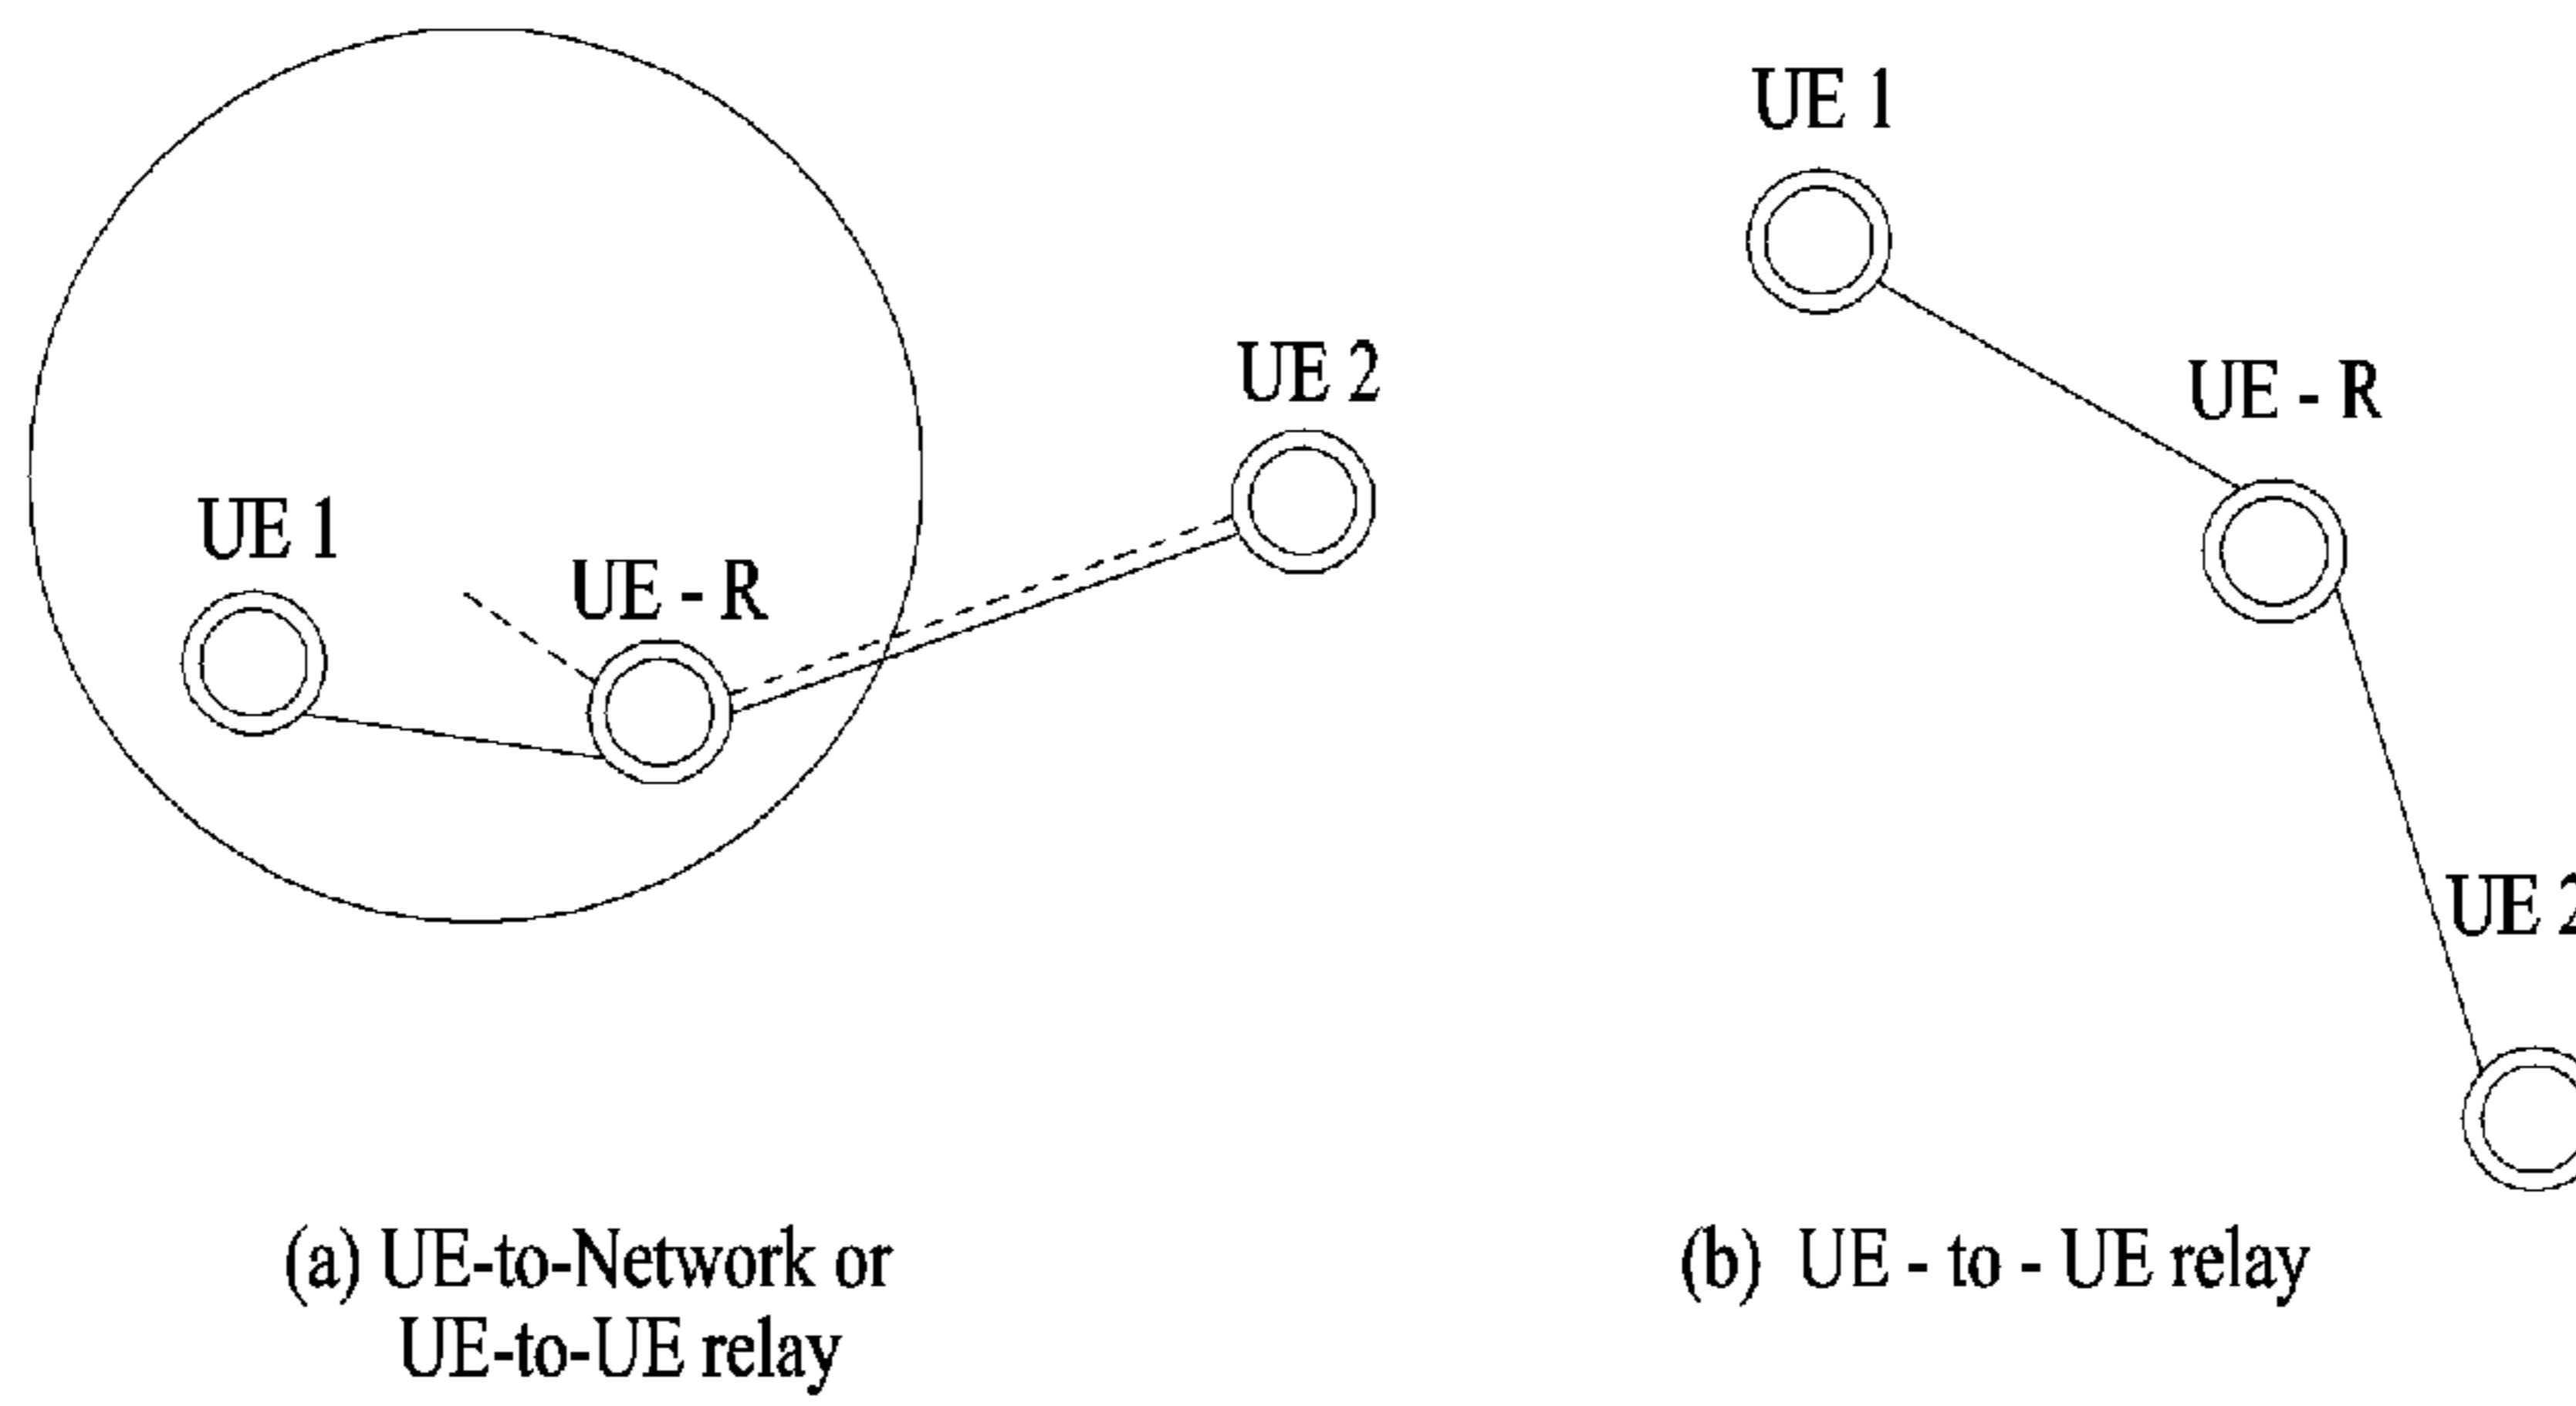 UE 1
UE 2
UE - R
UE 1
UE 2
UE - R
(a) UE-to-Network or
UE-to-UE relay
(b) UE - to - UE relay